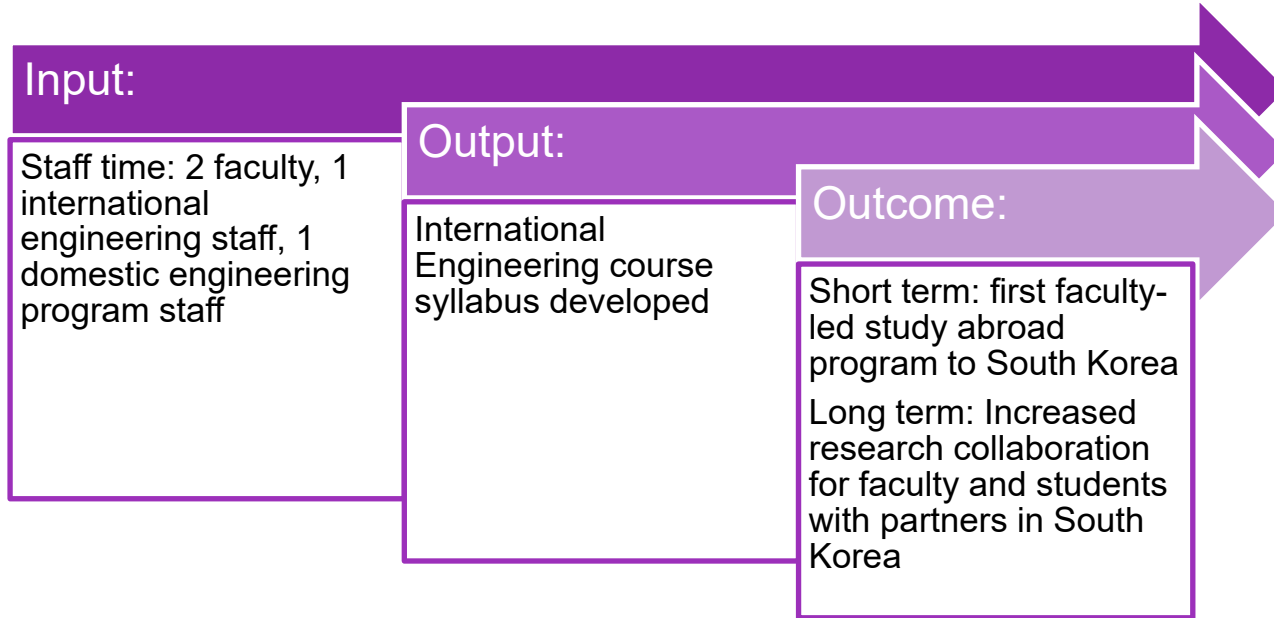 Input:
Staff time: 2 faculty, 1
international
engineering staff, 1
domestic engineering
program staff
Output:
International
Engineering course
syllabus developed
Outcome:
Short term: first faculty-
led study abroad
program to South Korea
Long term: Increased
research collaboration
for faculty and students
with partners in South
Korea